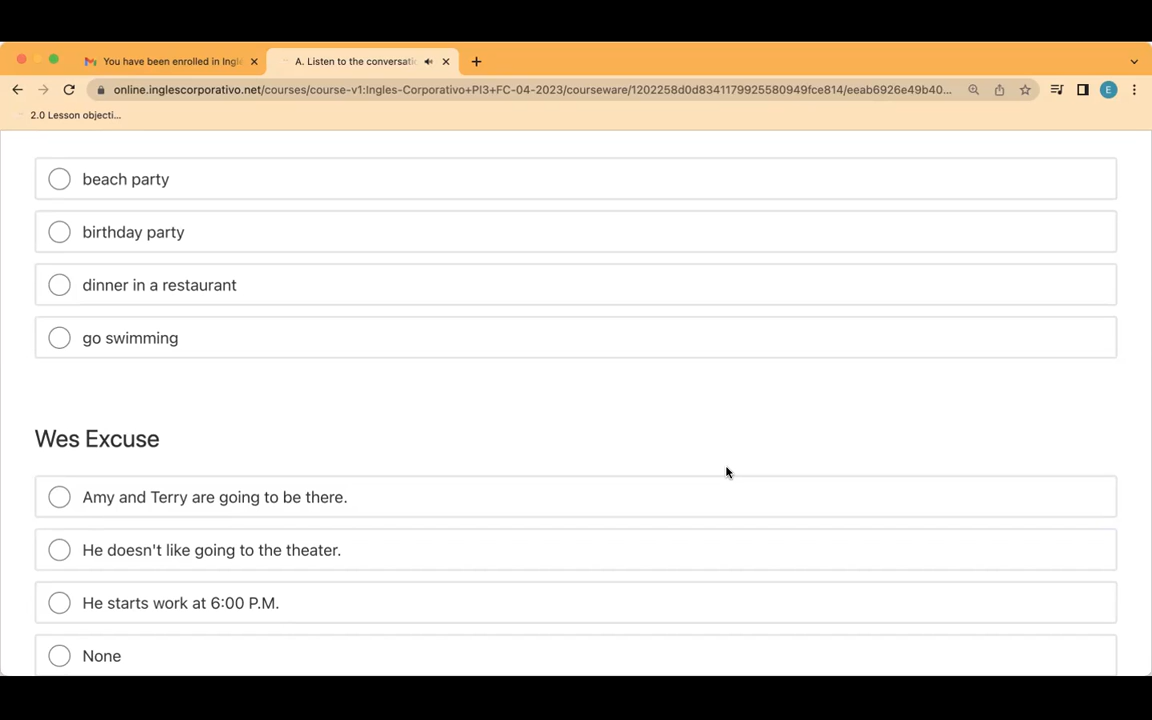 You have been enrolled in Ingl
A. Listen to the conversati
online.inglescorporativo.net/courses/course-v1:Ingles-Corporativo+PI3+FC-04-2023/courseware/1202258d0d8341179925580949fce814/eeab6926e49b40...
E
2.0 Lesson objecti...
beach party
birthday party
dinner in a restaurant
go swimming
Wes Excuse
Amy and Terry are going to be there.
He doesn't like going to the theater.
He starts work at 6:00 P.M.
None